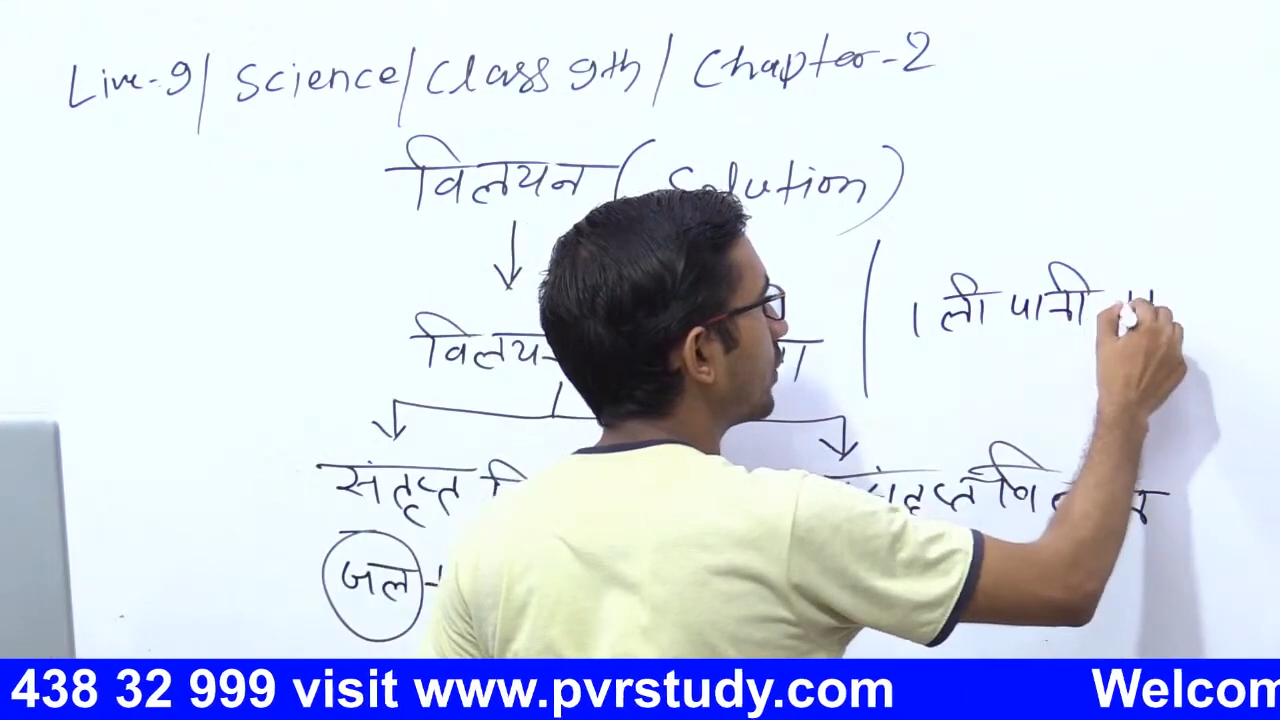 Live-9/ Science/ Class 9th/ Chapter-2
विलयन (Solution)
1 ली पानी
संतृप्त
जल
438 32 999 visit www.pvrstudy.com Welcom